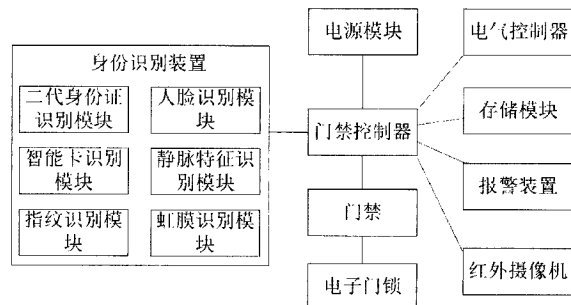 身份识别装置
二代身份证
识别模块
人脸识别模
块
智能卡识别
模块
静脉特征识
别模块
指纹识别模
块
虹膜识别模
块
电源模块
门禁控制器
门禁
电子门锁
电气控制器
存储模块
报警装置
红外摄像机